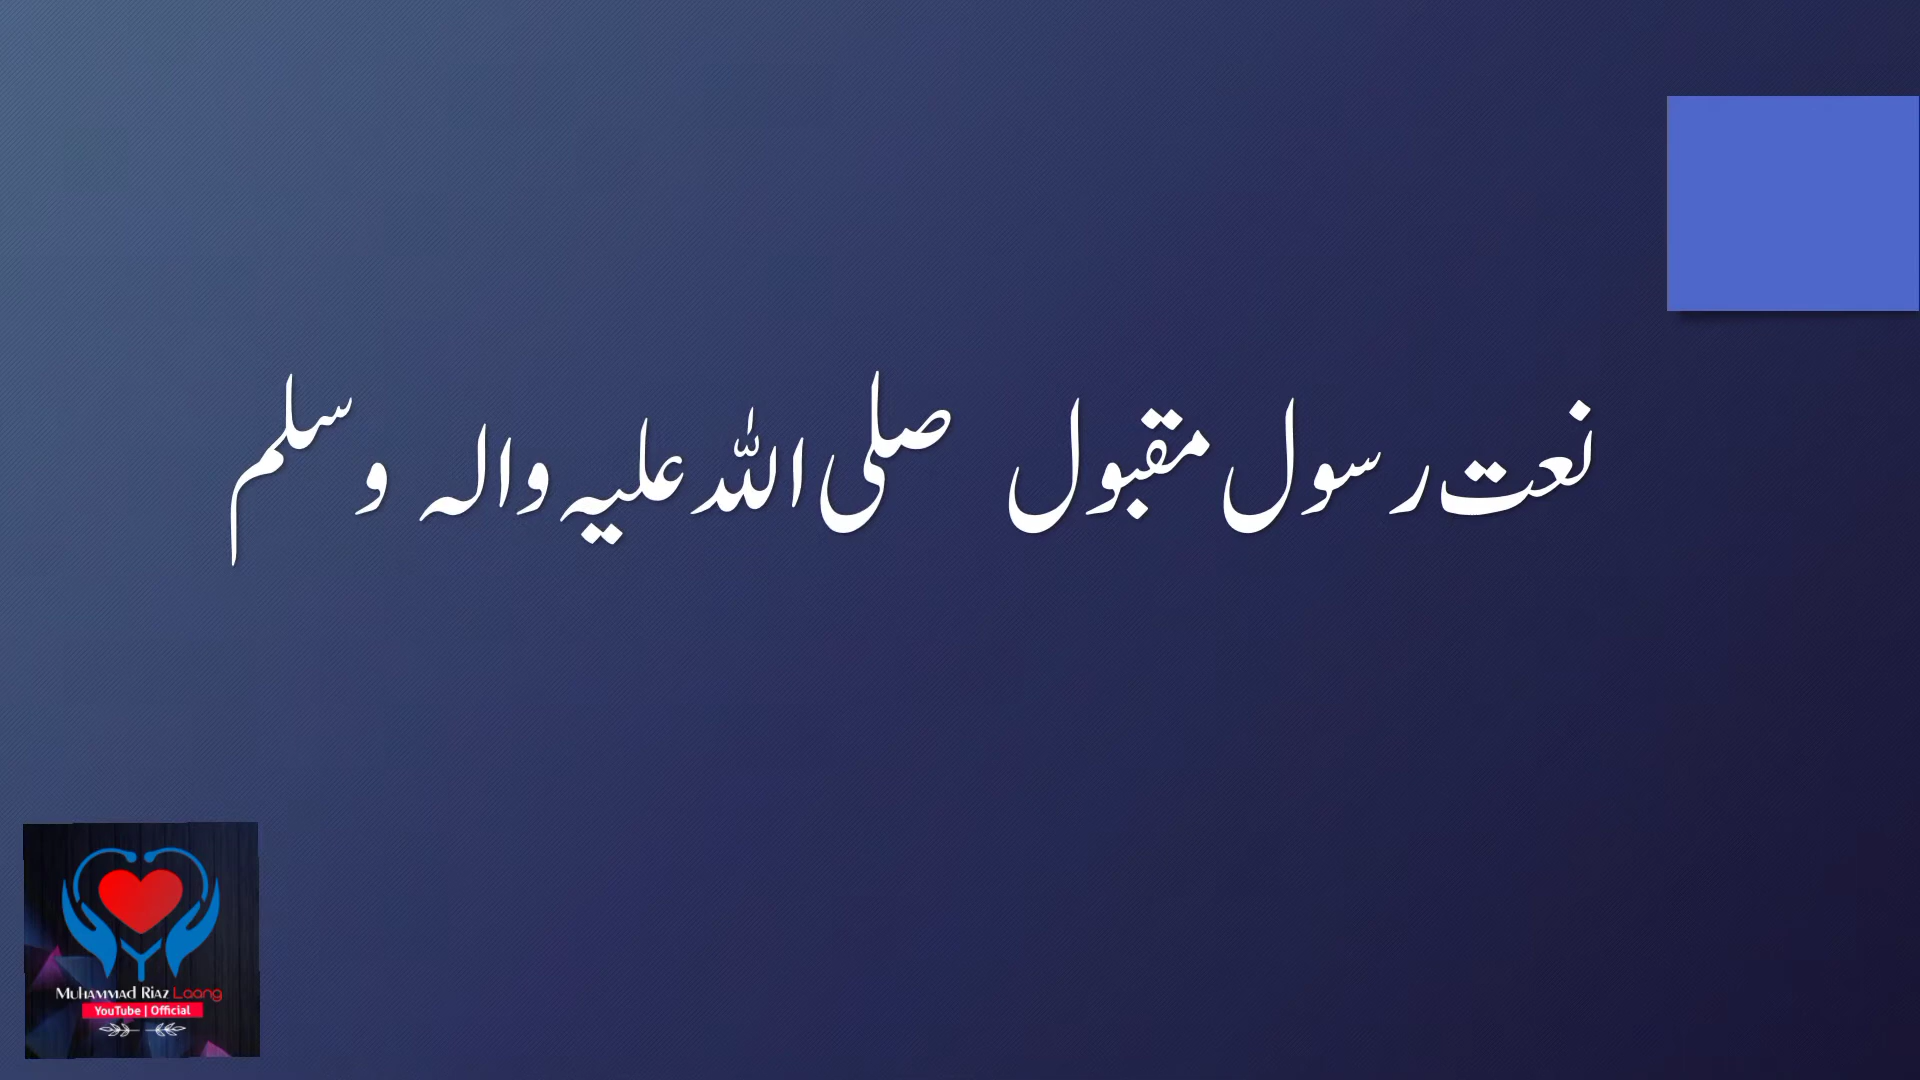 نعت رسول مقبول صلی اللہ علیہ والہ وسلم
Muhammad Riaz Laang
YouTube | Official